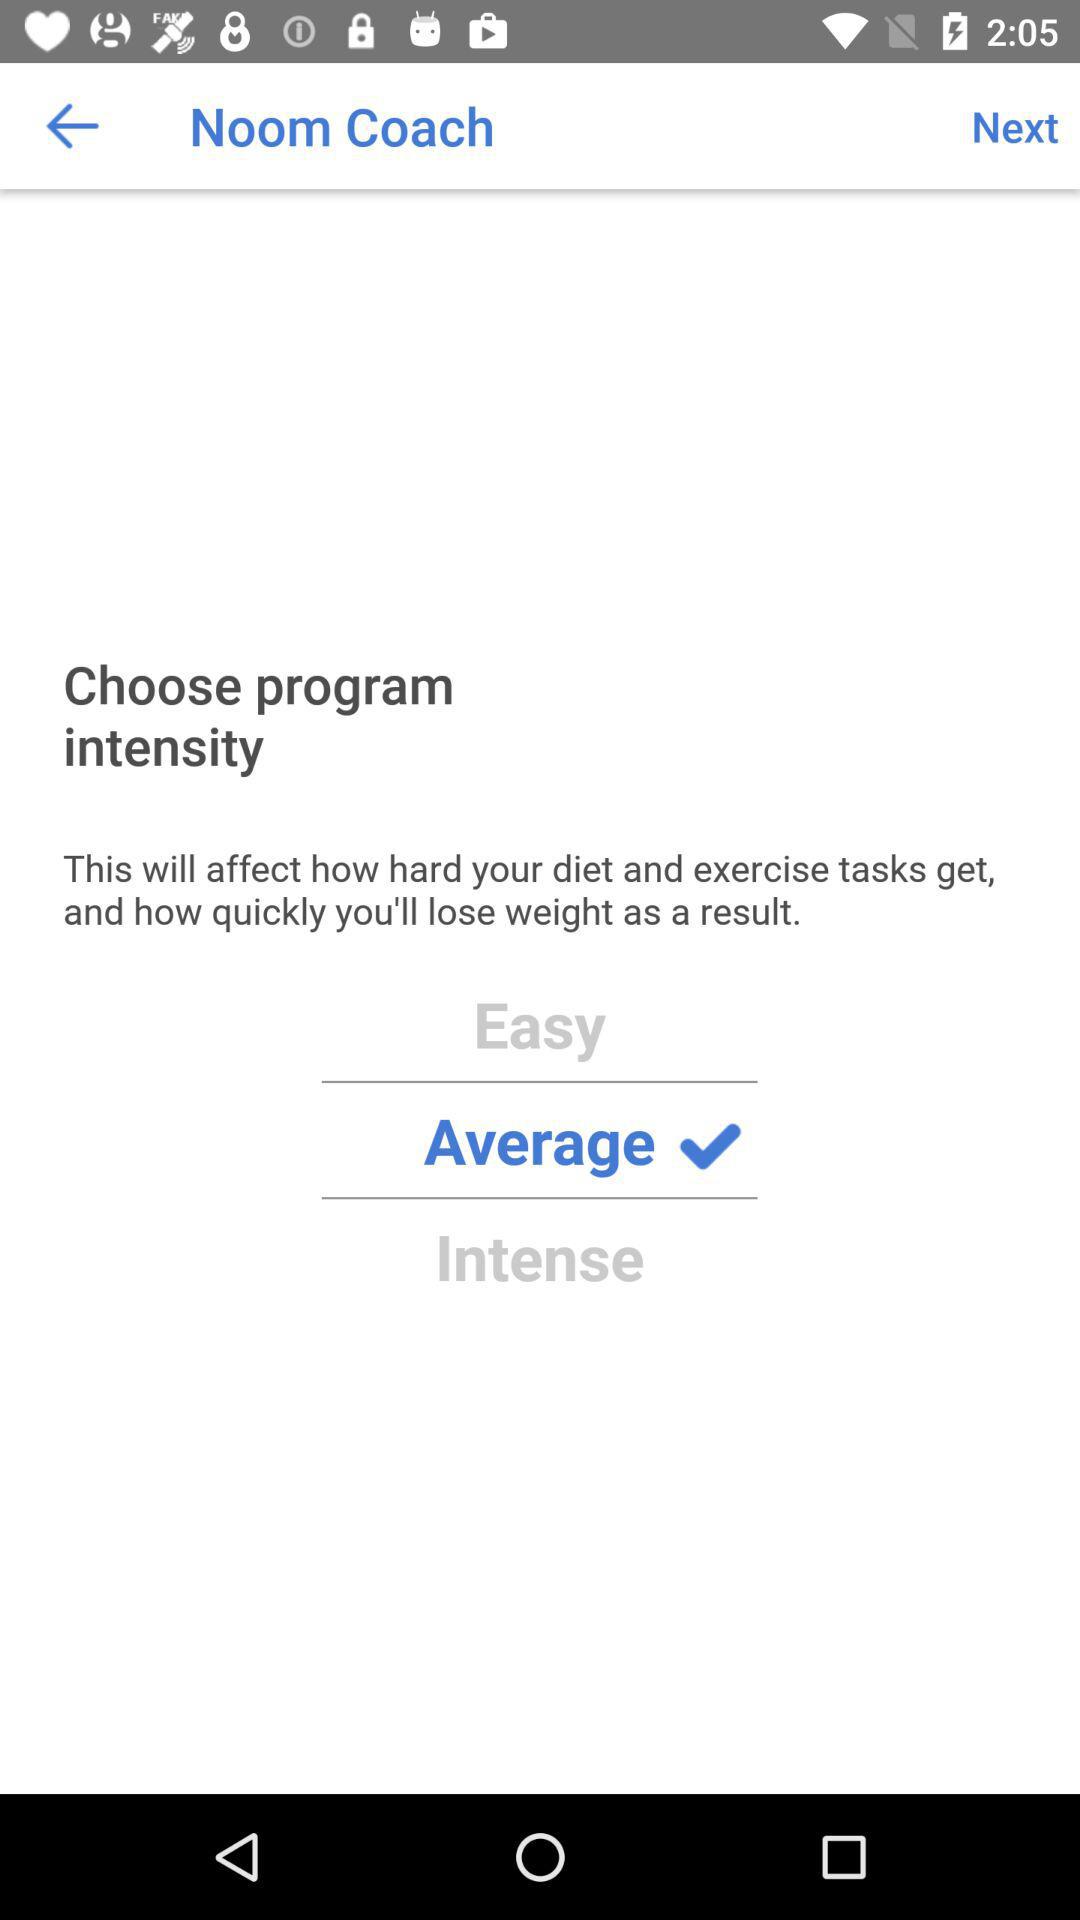 FAKE
2:05
Noom Coach
Next
Choose program
intensity
This will affect how hard your diet and exercise tasks get,
and how quickly you'll lose weight as a result.
Easy
Average
Intense